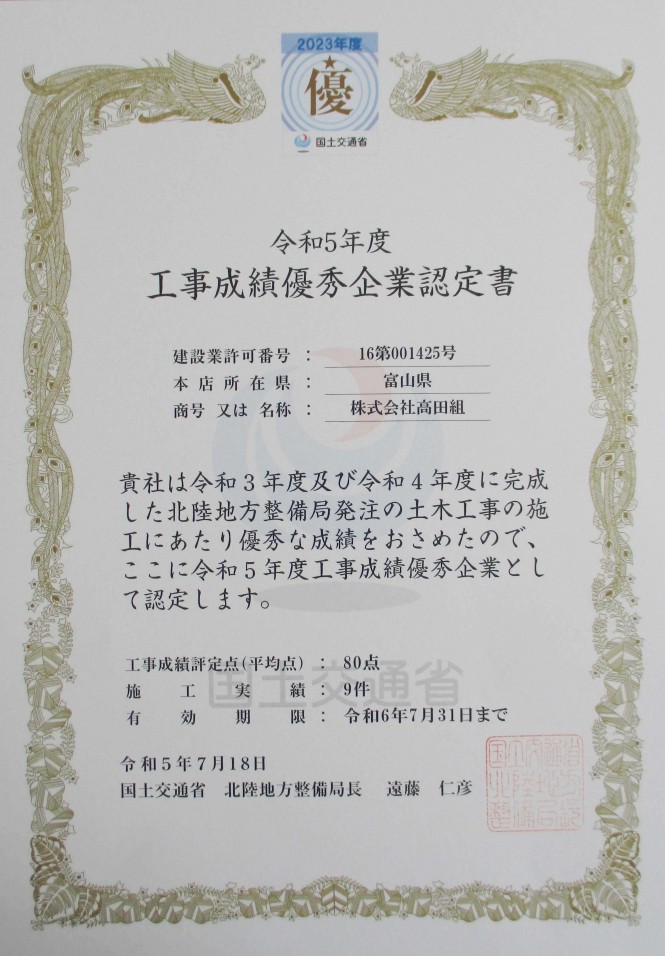 2023年度
優
国土交通省
令和5年度
工事成績優秀企業認定書
建設業許可番号 : 16第001425号
本店所在県 : 富山県
商号又は名称 : 株式会社高田組
貴社は令和3年度及び令和4年度に完成
した北陸地方整備局発注の土木工事の施
工にあたり優秀な成績をおさめたので、
ここに令和5年度工事成績優秀企業とし
て認定します。
工事成績評定点(平均点) : 80点
国土交通省
施工実績 : 9件
有効期限 : 令和6年7月31日まで
令和5年7月18日
国土交通省 北陸地方整備局長 遠藤 仁彦